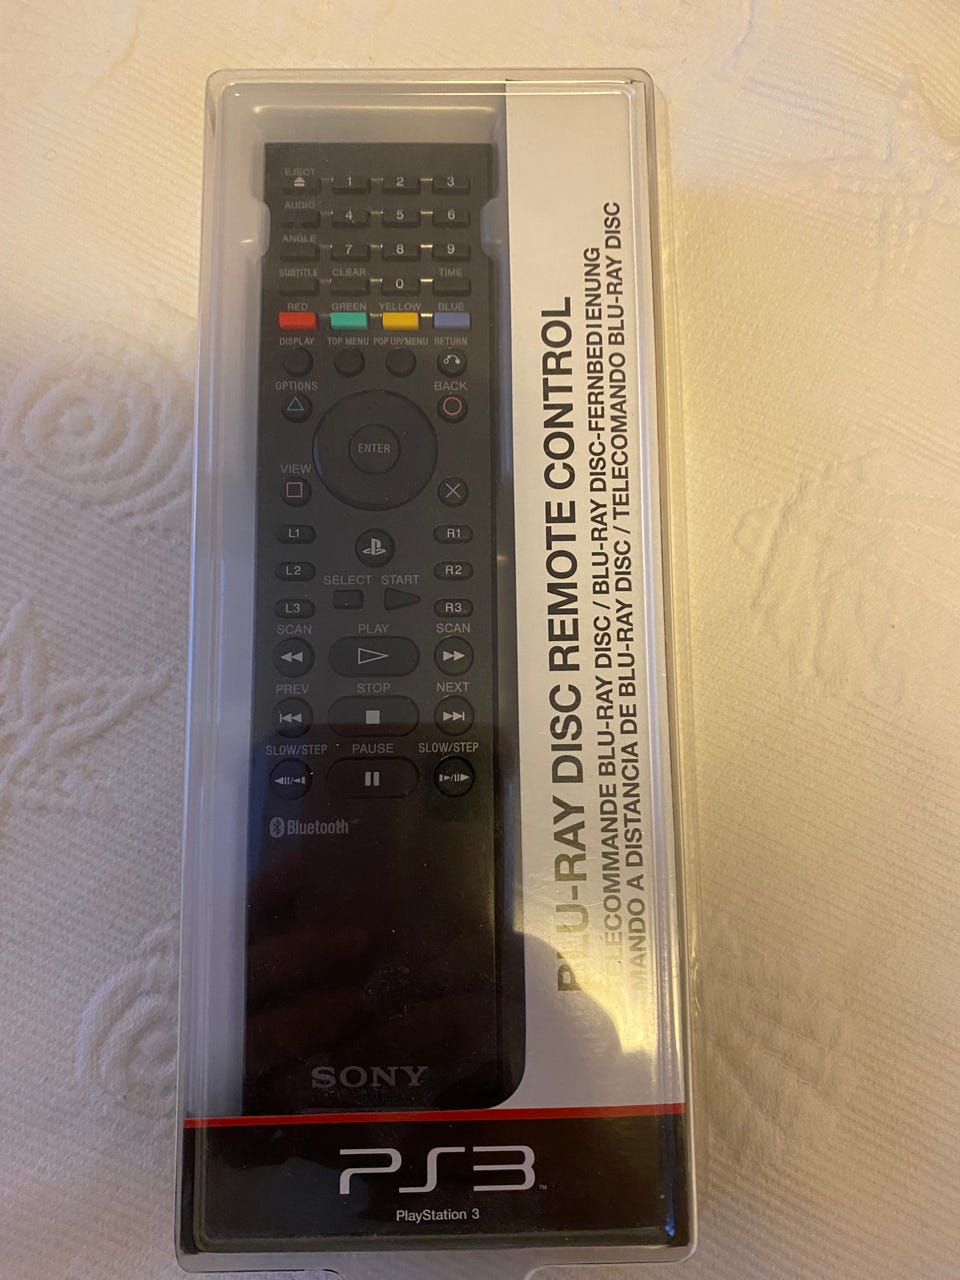 EJECT
1 2 3
AUDIO
4 5 6
ANGLE
7 8 9
SUBTITLE CLEAR TIME
0
RED GREEN YELLOW BLUE
DISPLAY TOP MENU POP UP/MENU RETURN
OPTIONS BACK
ENTER
VIEW
L1 R1
L2 R2
SELECT START
L3 R3
SCAN PLAY SCAN
PREV STOP NEXT
SLOW/STEP PAUSE SLOW/STEP
Bluetooth
SONY
BLU-RAY DISC REMOTE CONTROL
TÉLÉCOMMANDE BLU-RAY DISC / BLU-RAY DISC-FERNBEDIENUNG
MANDO A DISTANCIA DE BLU-RAY DISC / TELECOMANDO BLU-RAY DISC
PS3™
PlayStation 3